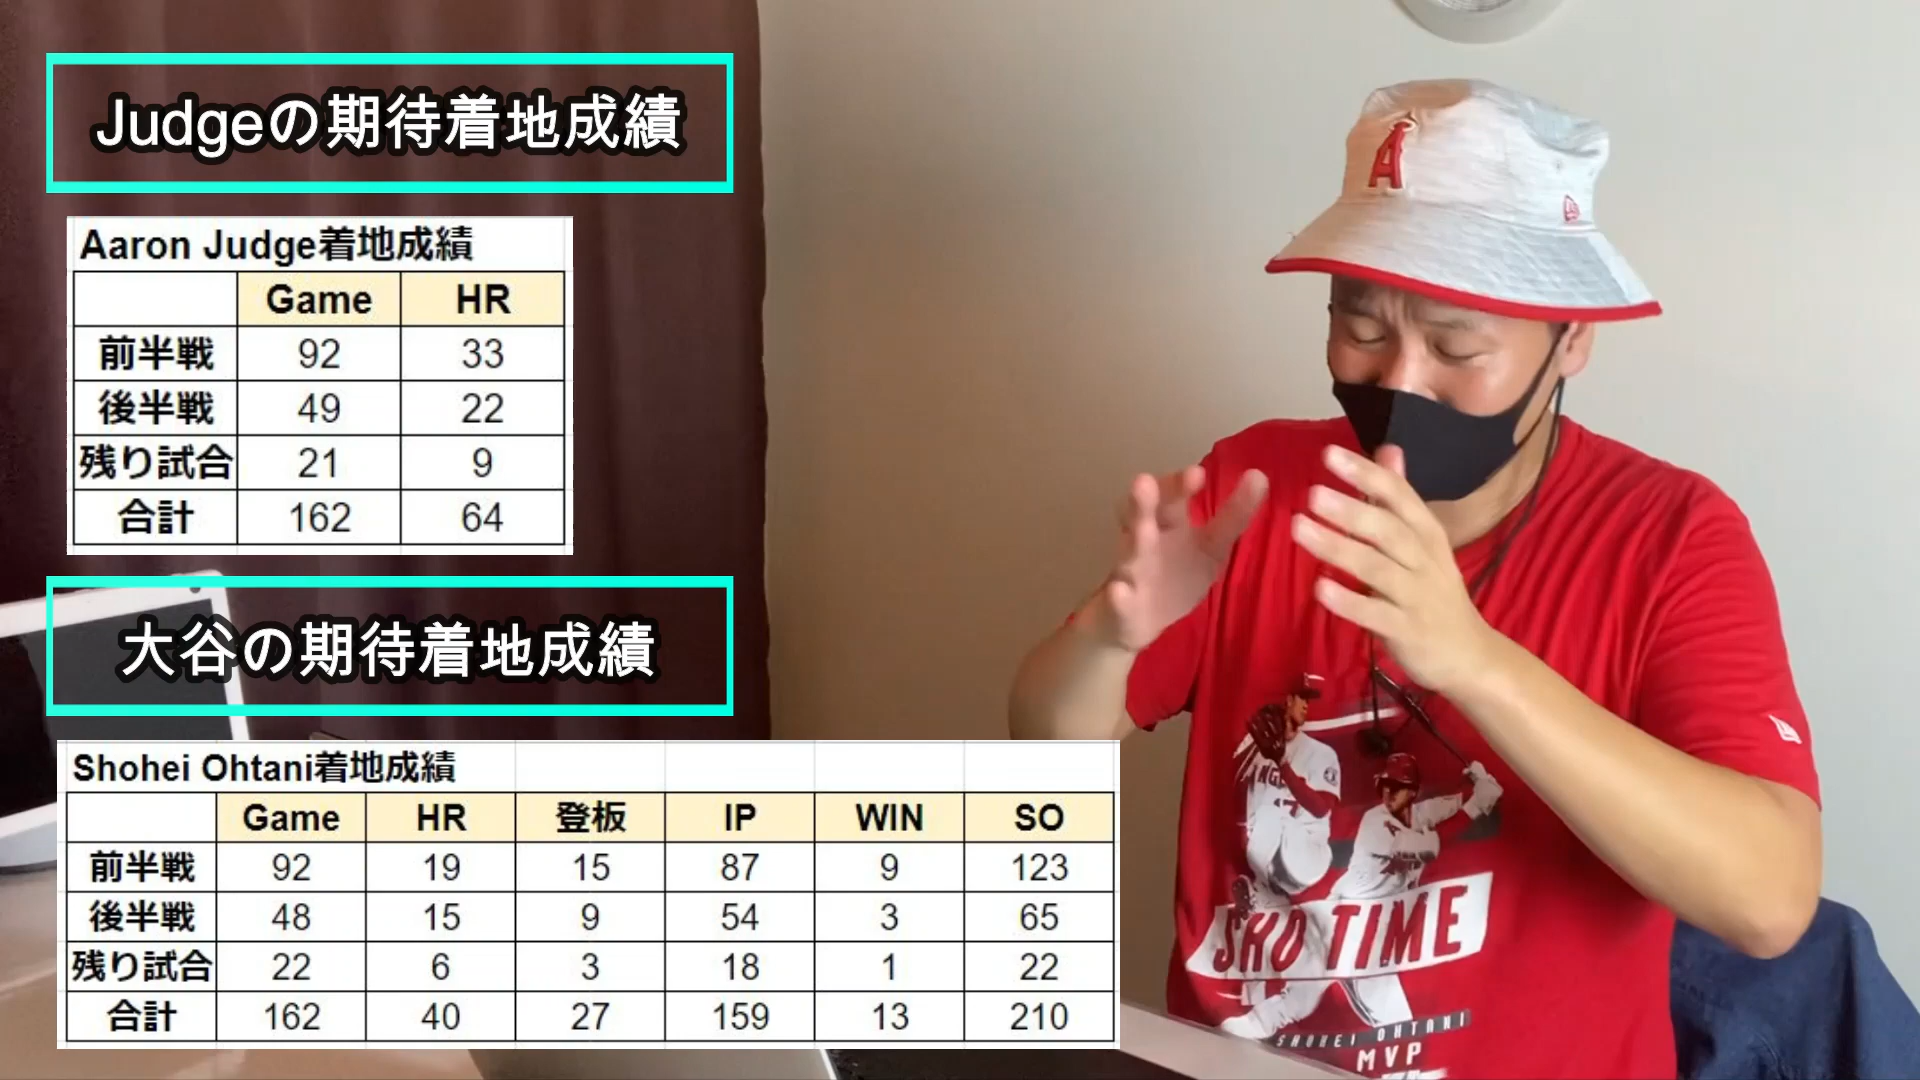 Judgeの期待着地成績
Aaron Judge着地成績
Game HR
前半戦 92 33
後半戦 49 22
残り試合 21 9
合計 162 64
大谷の期待着地成績
Shohei Ohtani着地成績
Game HR 登板 IP WIN SO
前半戦 92 19 15 87 9 123
後半戦 48 15 9 54 3 65
残り試合 22 6 3 18 1 22
合計 162 40 27 159 13 210
A
SHO TIME
SHOHEI OHTANI
MVP